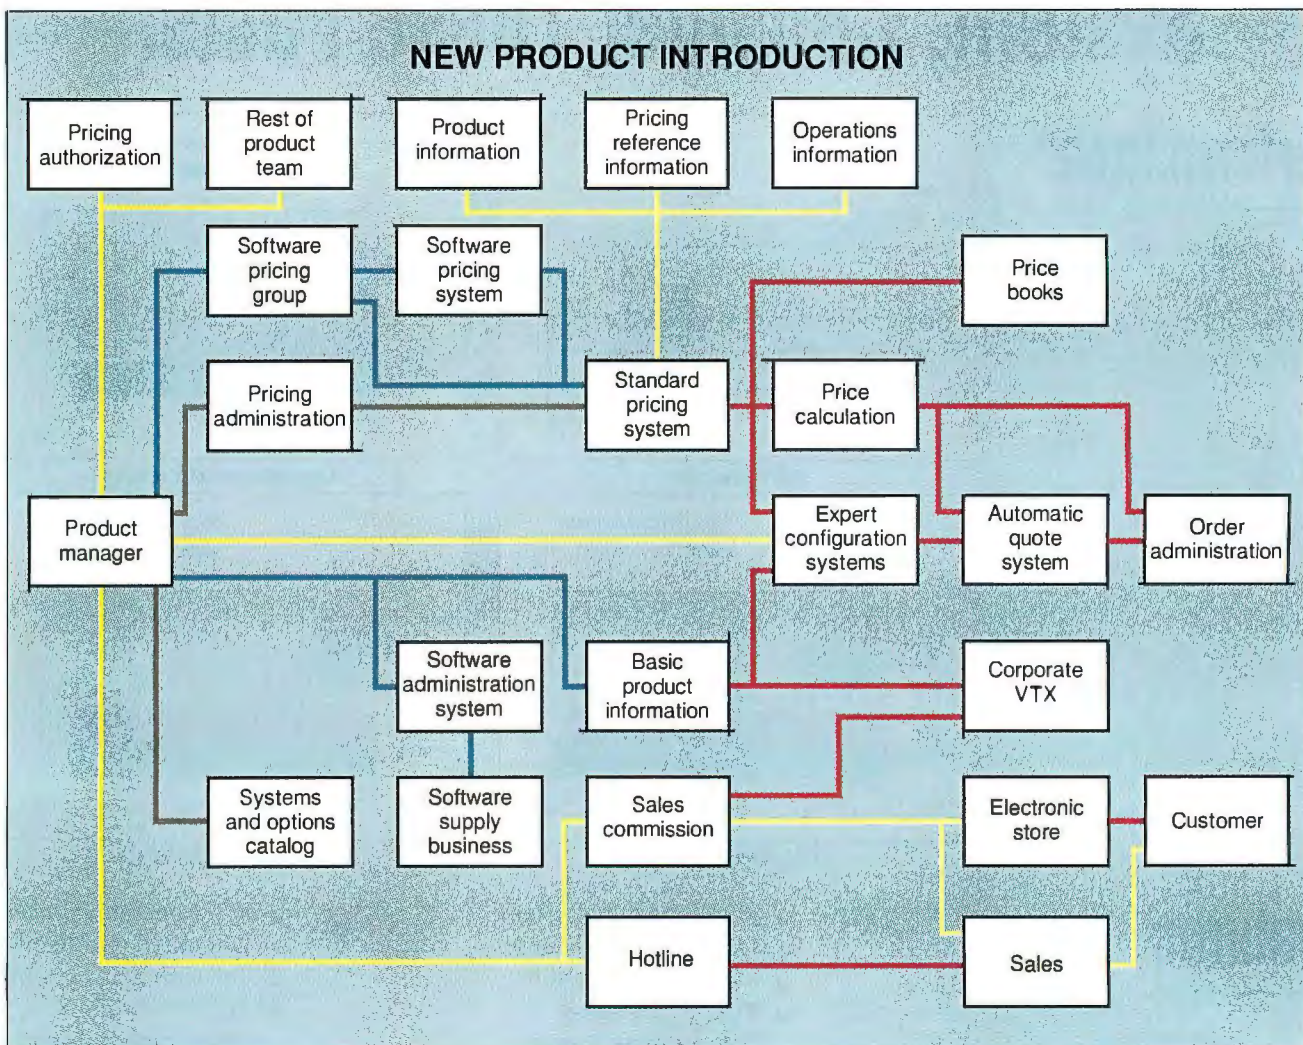 NEW PRODUCT INTRODUCTION
Pricing
authorization
Rest of
product
team
Product
information
Pricing
reference
information
Operations
information
Software
pricing
group
Software
pricing
system
Price
books
Pricing
administration
Standard
pricing
system
Price
calculation
Product
manager
Expert
configuration
systems
Automatic
quote
system
Order
administration
Software
administration
system
Basic
product
information
Corporate
VTX
Systems
and options
catalog
Software
supply
business
Sales
commission
Electronic
store
Customer
Hotline
Sales